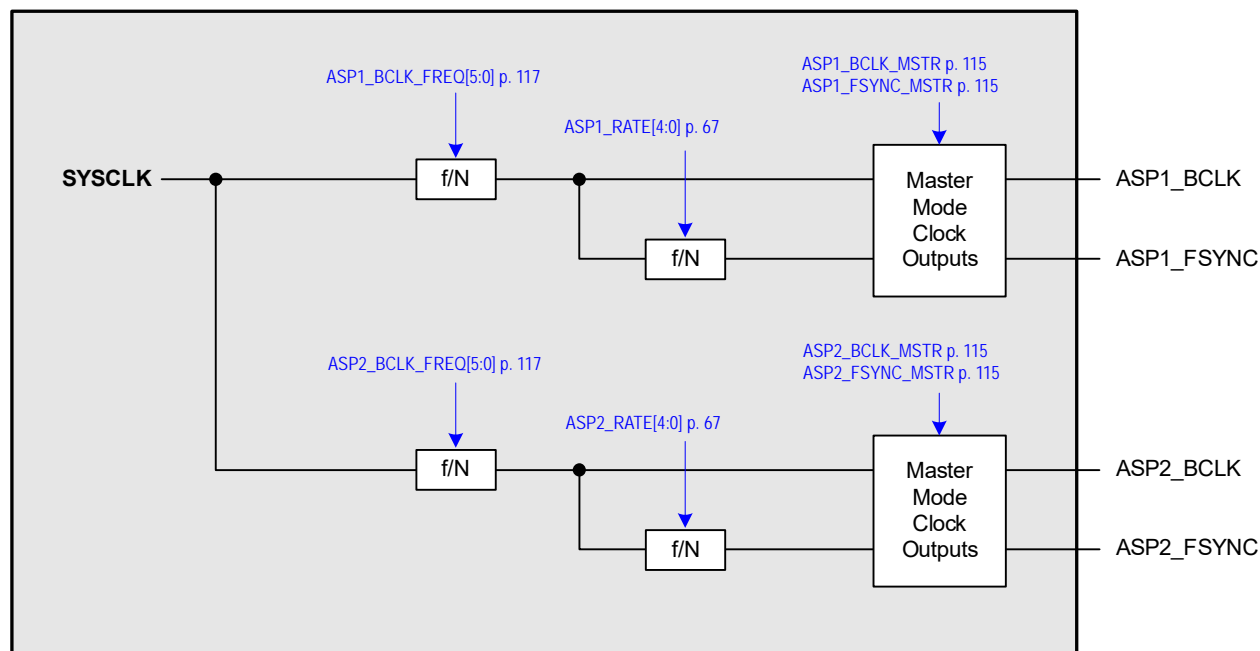 ASP1_BCLK_FREQ[5:0] p. 117
ASP1_BCLK_MSTR p. 115
ASP1_FSYNC_MSTR p. 115
ASP1_RATE[4:0] p. 67
SYSCLK
f/N
Master
Mode
Clock
Outputs
ASP1_BCLK
f/N
ASP1_FSYNC
ASP2_BCLK_FREQ[5:0] p. 117
ASP2_BCLK_MSTR p. 115
ASP2_FSYNC_MSTR p. 115
ASP2_RATE[4:0] p. 67
f/N
Master
Mode
Clock
Outputs
ASP2_BCLK
f/N
ASP2_FSYNC